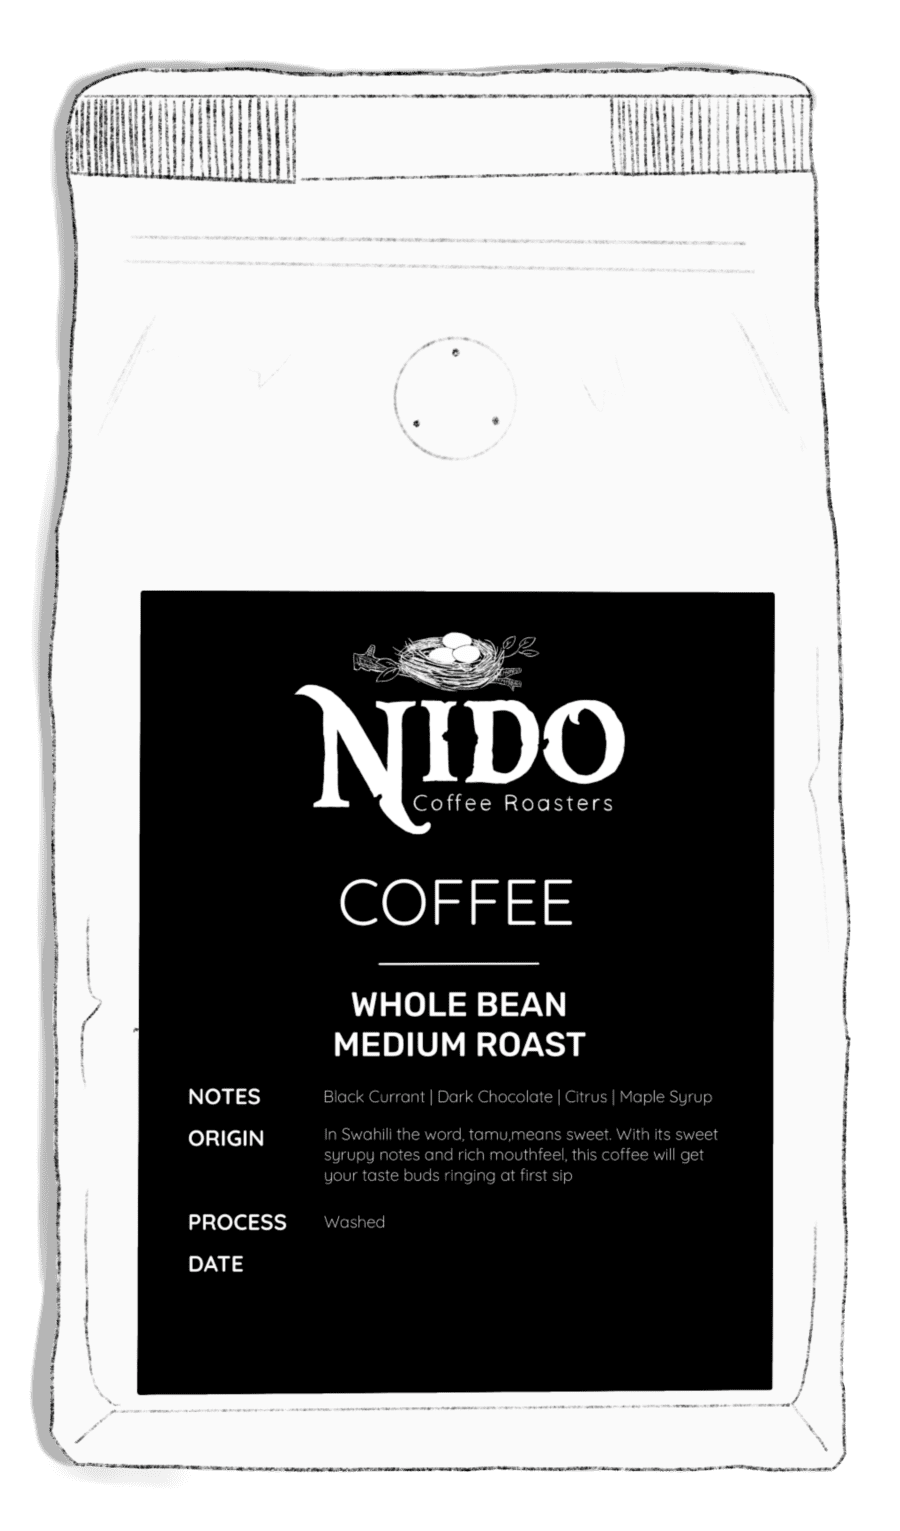 NIDO
Coffee Roasters
COFFEE
WHOLE BEAN
MEDIUM ROAST
NOTES Black Currant | Dark Chocolate | Citrus | Maple Syrup
ORIGIN In Swahili the word, tamu,means sweet. With its sweet
syrupy notes and rich mouthfeel, this coffee will get
your taste buds ringing at first sip
PROCESS Washed
DATE